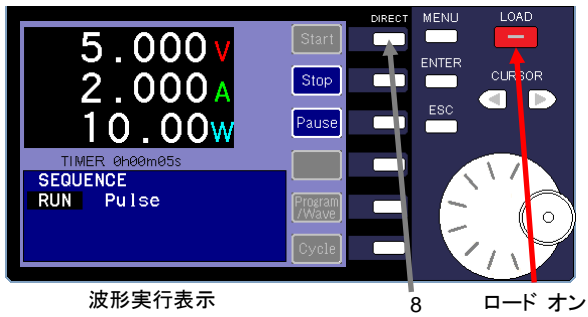 DIRECT MENU LOAD
5.000V
2.000A
10.00W
Start
Stop
Pause
ENTER
CURSOR
ESC
TIMER 0h00m05s
SEQUENCE
RUN Pulse
Program
/Wave
Cycle
波形実行表示
8
ロード オン